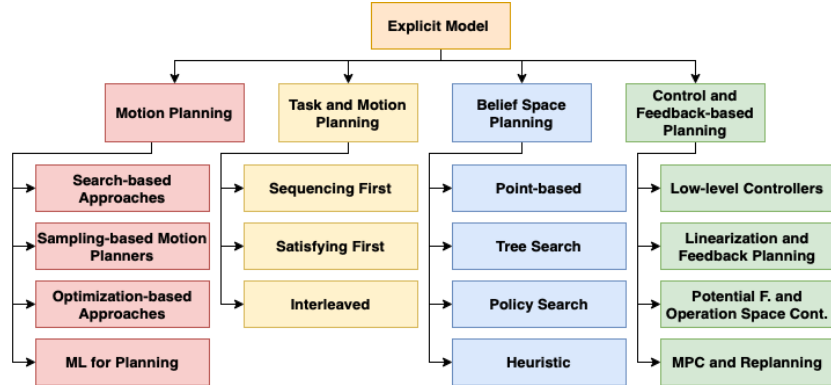 Explicit Model
Motion Planning
Task and Motion
Planning
Belief Space
Planning
Control and
Feedback-based
Planning
Search-based
Approaches
Sampling-based Motion
Planners
Optimization-based
Approaches
ML for Planning
Sequencing First
Satisfying First
Interleaved
Point-based
Tree Search
Policy Search
Heuristic
Low-level Controllers
Linearization and
Feedback Planning
Potential F. and
Operation Space Cont.
MPC and Replanning